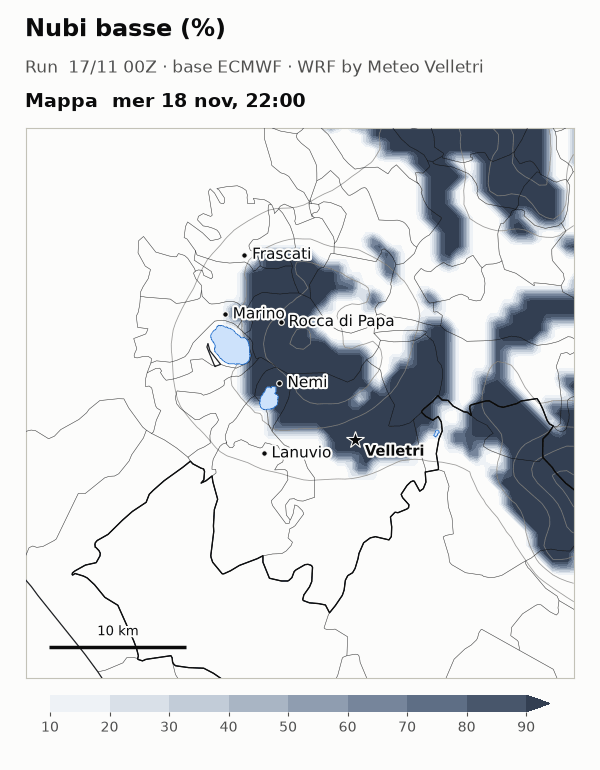 Nubi basse (%)
Run  17/11 00Z · base ECMWF · WRF by Meteo Velletri
Mappa  mer 18 nov, 22:00
Frascati
Marino
Rocca di Papa
Nemi
Velletri
Lanuvio
10 km
10 20 30 40 50 60 70 80 90